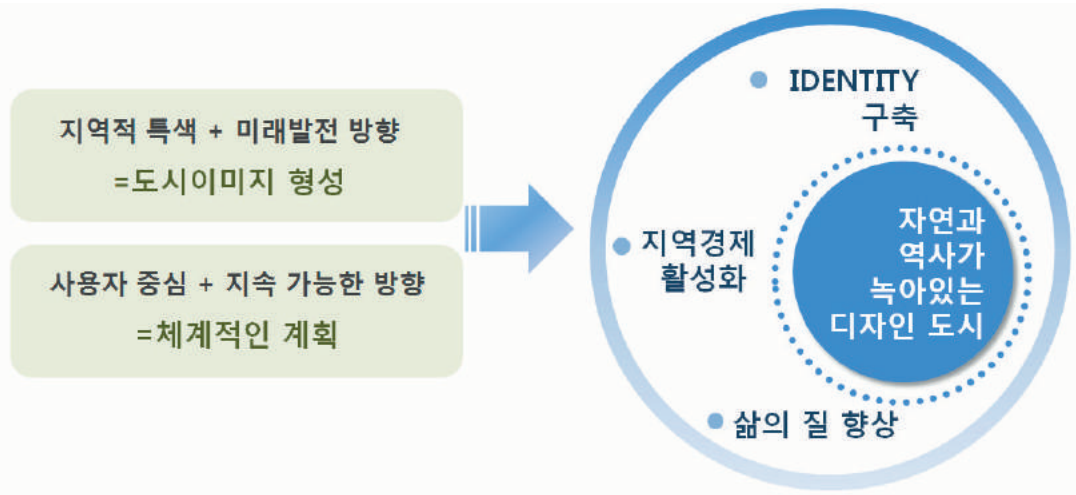 지역적 특색 + 미래발전 방향
=도시이미지 형성
사용자 중심 + 지속 가능한 방향
=체계적인 계획
IDENTITY
구축
지역경제
활성화
삶의 질 향상
자연과
역사가
녹아있는
디자인 도시